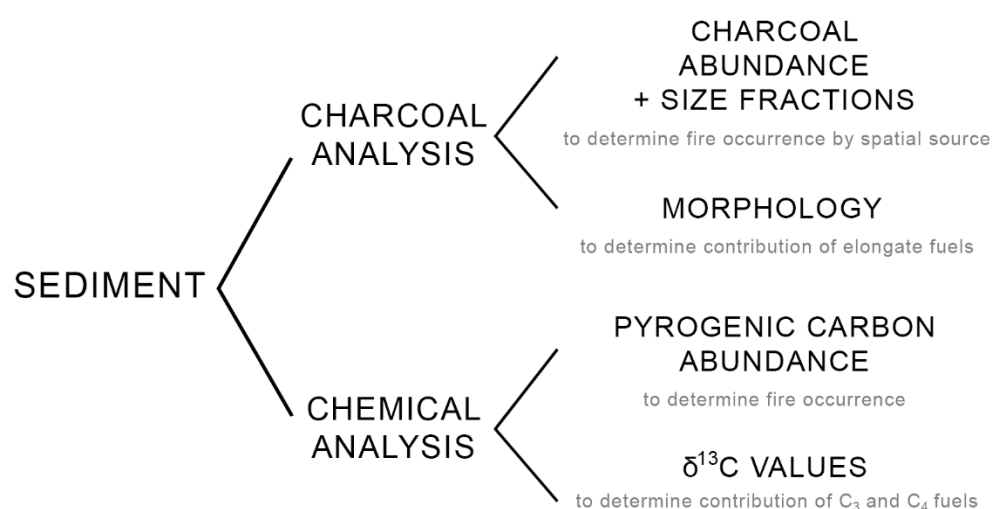 SEDIMENT
CHARCOAL
ANALYSIS
CHARCOAL
ABUNDANCE
+ SIZE FRACTIONS
to determine fire occurrence by spatial source
MORPHOLOGY
to determine contribution of elongate fuels
CHEMICAL
ANALYSIS
PYROGENIC CARBON
ABUNDANCE
to determine fire occurrence
δ¹³C VALUES
to determine contribution of C₃ and C₄ fuels